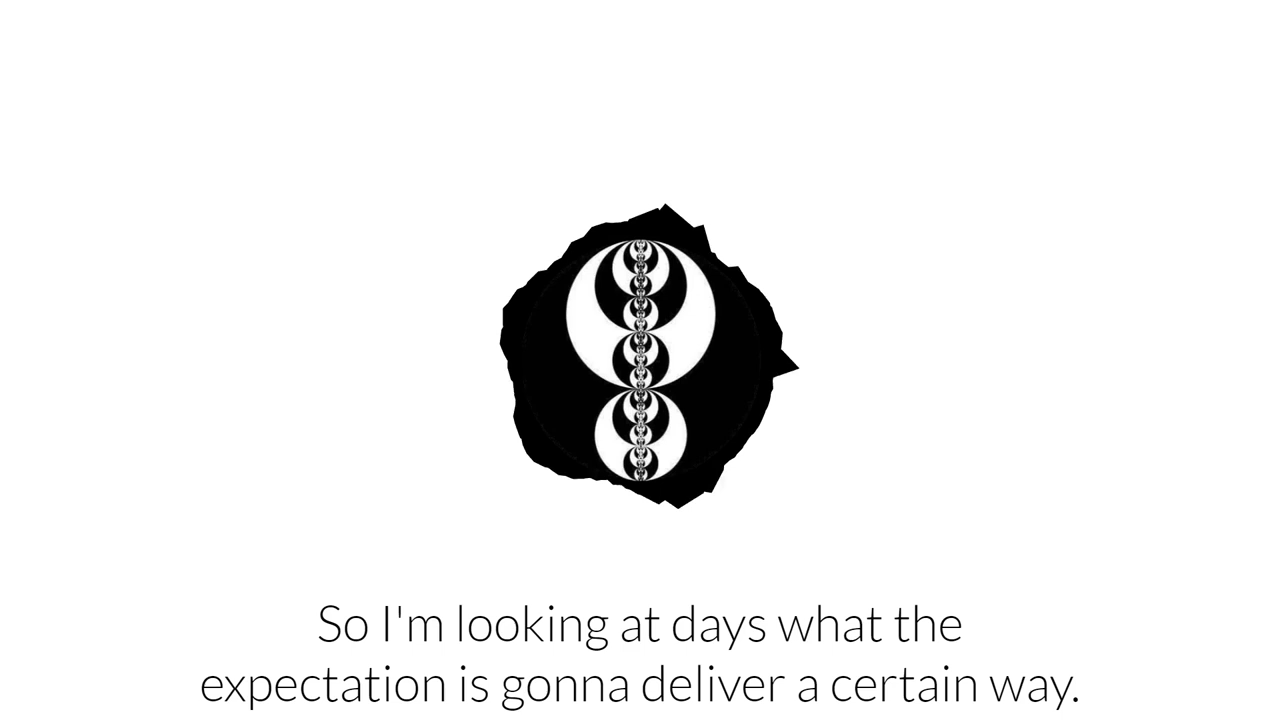 So I'm looking at days what the
expectation is gonna deliver a certain way.